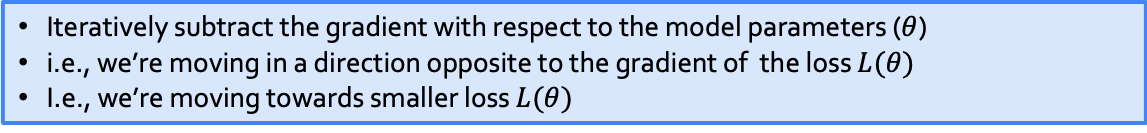 • Iteratively subtract the gradient with respect to the model parameters (θ)
• i.e., we're moving in a direction opposite to the gradient of the loss L(θ)
• I.e., we're moving towards smaller loss L(θ)